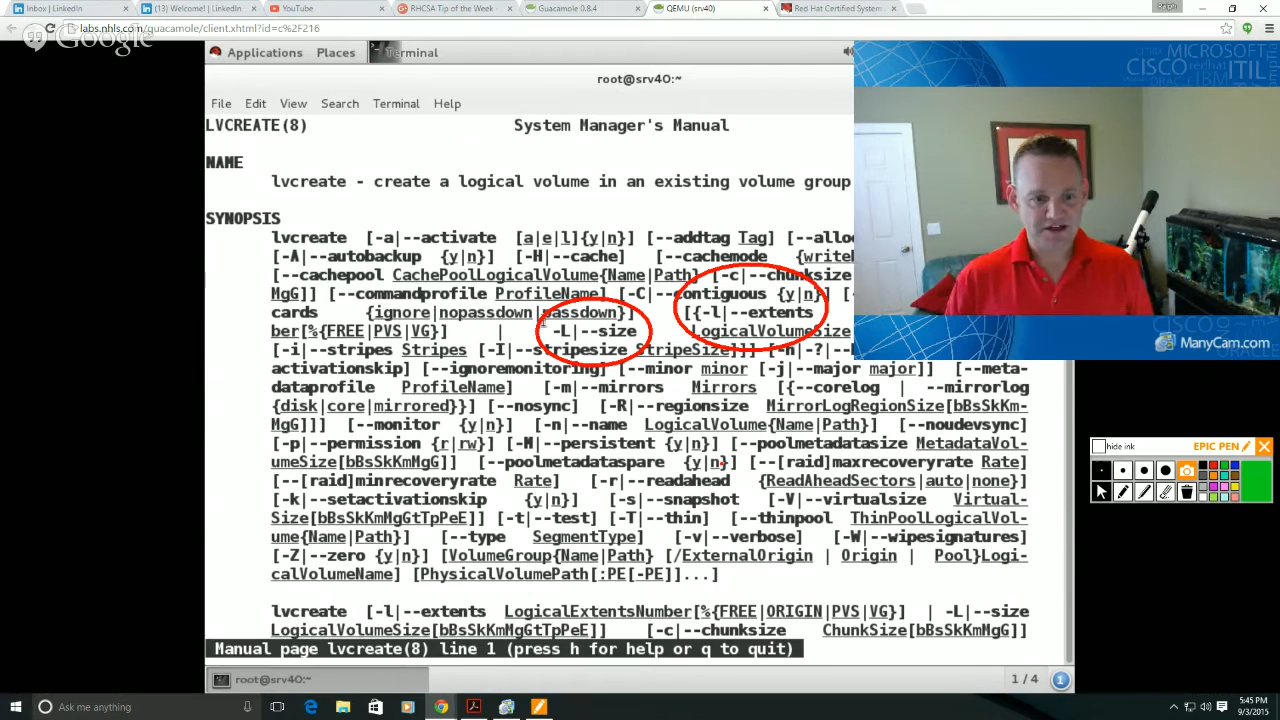 Inbox | LinkedIn
(13) Welcome! | LinkedIn
YouTube
RHCSA Tip of the Week -
Guacamole 0.8.4
QEMU (srv40)
Red Hat Certified System
Ralph
labs.nhls.com/guacamole/client.xhtml?id=c%2F216
Google
Applications Places Terminal
root@srv40:~
File Edit View Search Terminal Help
LVCREATE(8) System Manager's Manual
NAME
lvcreate - create a logical volume in an existing volume group
SYNOPSIS
lvcreate [-a|--activate [a|e|l]{y|n}] [--addtag Tag] [--allo
[-A|--autobackup {y|n}] [-H|--cache] [--cachemode {write
[--cachepool CachePoolLogicalVolume{Name|Path} [-c|--chunksize
MgG]] [--commandprofile ProfileName] [-C|--contiguous {y|n}] [-
cards {ignore|nopassdown|passdown}] [{-l|--extents
ber[%{FREE|PVS|VG}] | -L|--size LogicalVolumeSize
[-i|--stripes Stripes [-I|--stripesize StripeSize]]] [-h|-?|--h
activationskip] [--ignoremonitoring] [--minor minor [-j|--major major]] [--meta-
dataprofile ProfileName] [-m|--mirrors Mirrors [{--corelog | --mirrorlog
{disk|core|mirrored}}] [--nosync] [-R|--regionsize MirrorLogRegionSize[bBsSkKm-
MgG]]] [--monitor {y|n}] [-n|--name LogicalVolume{Name|Path}] [--noudevsync]
[-p|--permission {r|rw}] [-M|--persistent {y|n}] [--poolmetadatasize MetadataVol-
umeSize[bBsSkKmMgG]] [--poolmetadataspare {y|n}] [--[raid]maxrecoveryrate Rate]
[--[raid]minrecoveryrate Rate] [-r|--readahead {ReadAheadSectors|auto|none}]
[-k|--setactivationskip {y|n}] [-s|--snapshot [-V|--virtualsize Virtual-
Size[bBsSkKmMgGtTpPeE]] [-t|--test] [-T|--thin] [--thinpool ThinPoolLogicalVol-
ume{Name|Path}] [--type SegmentType] [-v|--verbose] [-W|--wipesignatures]
[-Z|--zero {y|n}] [VolumeGroup{Name|Path} [/ExternalOrigin | Origin | Pool}Logi-
calVolumeName] [PhysicalVolumePath[:PE[-PE]]...]
lvcreate [-l|--extents LogicalExtentsNumber[%{FREE|ORIGIN|PVS|VG}] | -L|--size
LogicalVolumeSize[bBsSkKmMgGtTpPeE]] [-c|--chunksize ChunkSize[bBsSkKmMgG]]
Manual page lvcreate(8) line 1 (press h for help or q to quit)
root@srv40:~
1 / 4
1
MICROSOFT
CISCO redhat ITIL
ManyCam.com
hide ink EPIC PEN
Ask me anything
5:45 PM
9/3/2015